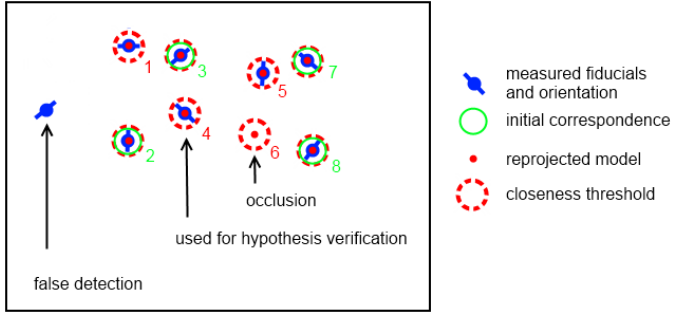 1
3
5
7
2
4
6
8
occlusion
used for hypothesis verification
false detection
measured fiducials
and orientation
initial correspondence
reprojected model
closeness threshold